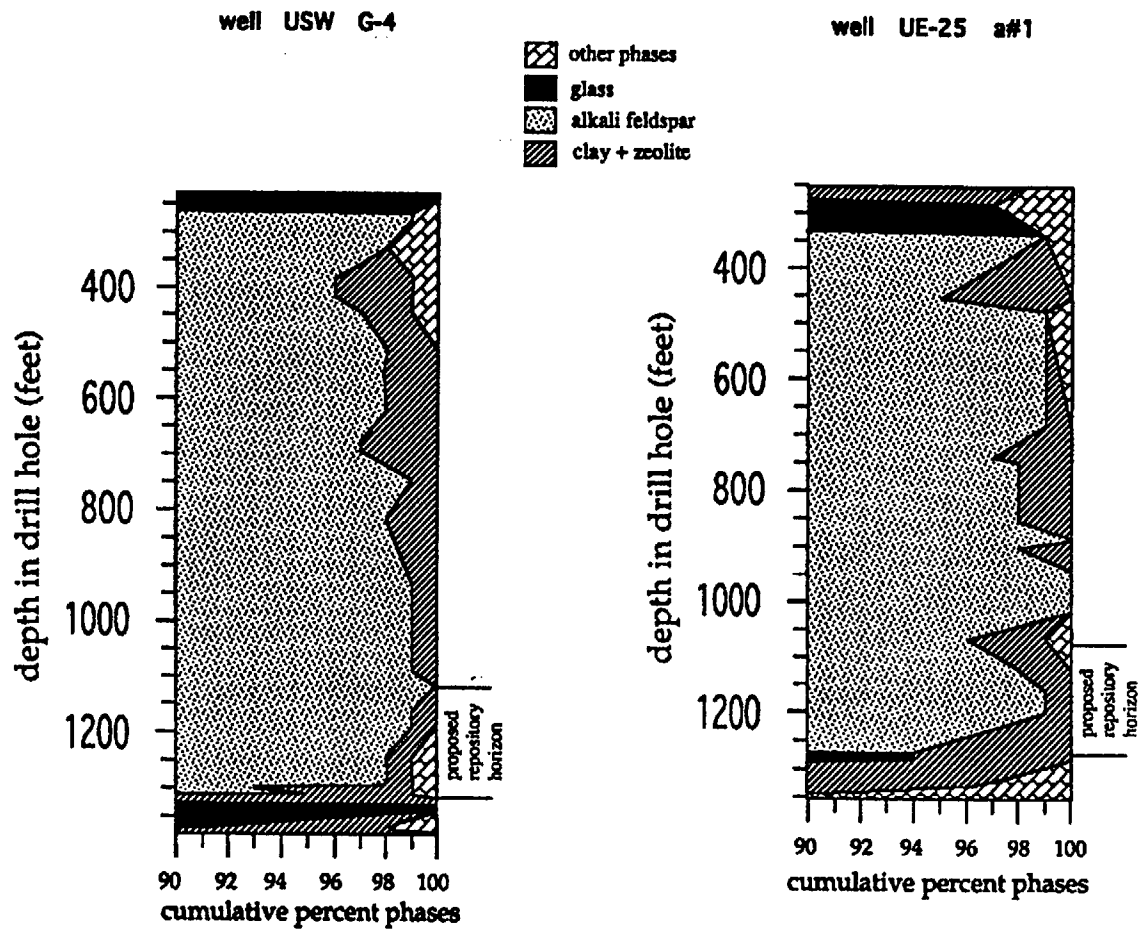 well USW G-4
well UE-25 a#1
other phases
glass
alkali feldspar
clay + zeolite
depth in drill hole (feet)
400
600
800
1000
1200
proposed
repository
horizon
90 92 94 96 98 100
cumulative percent phases
depth in drill hole (feet)
400
600
800
1000
1200
proposed
repository
horizon
90 92 94 96 98 100
cumulative percent phases